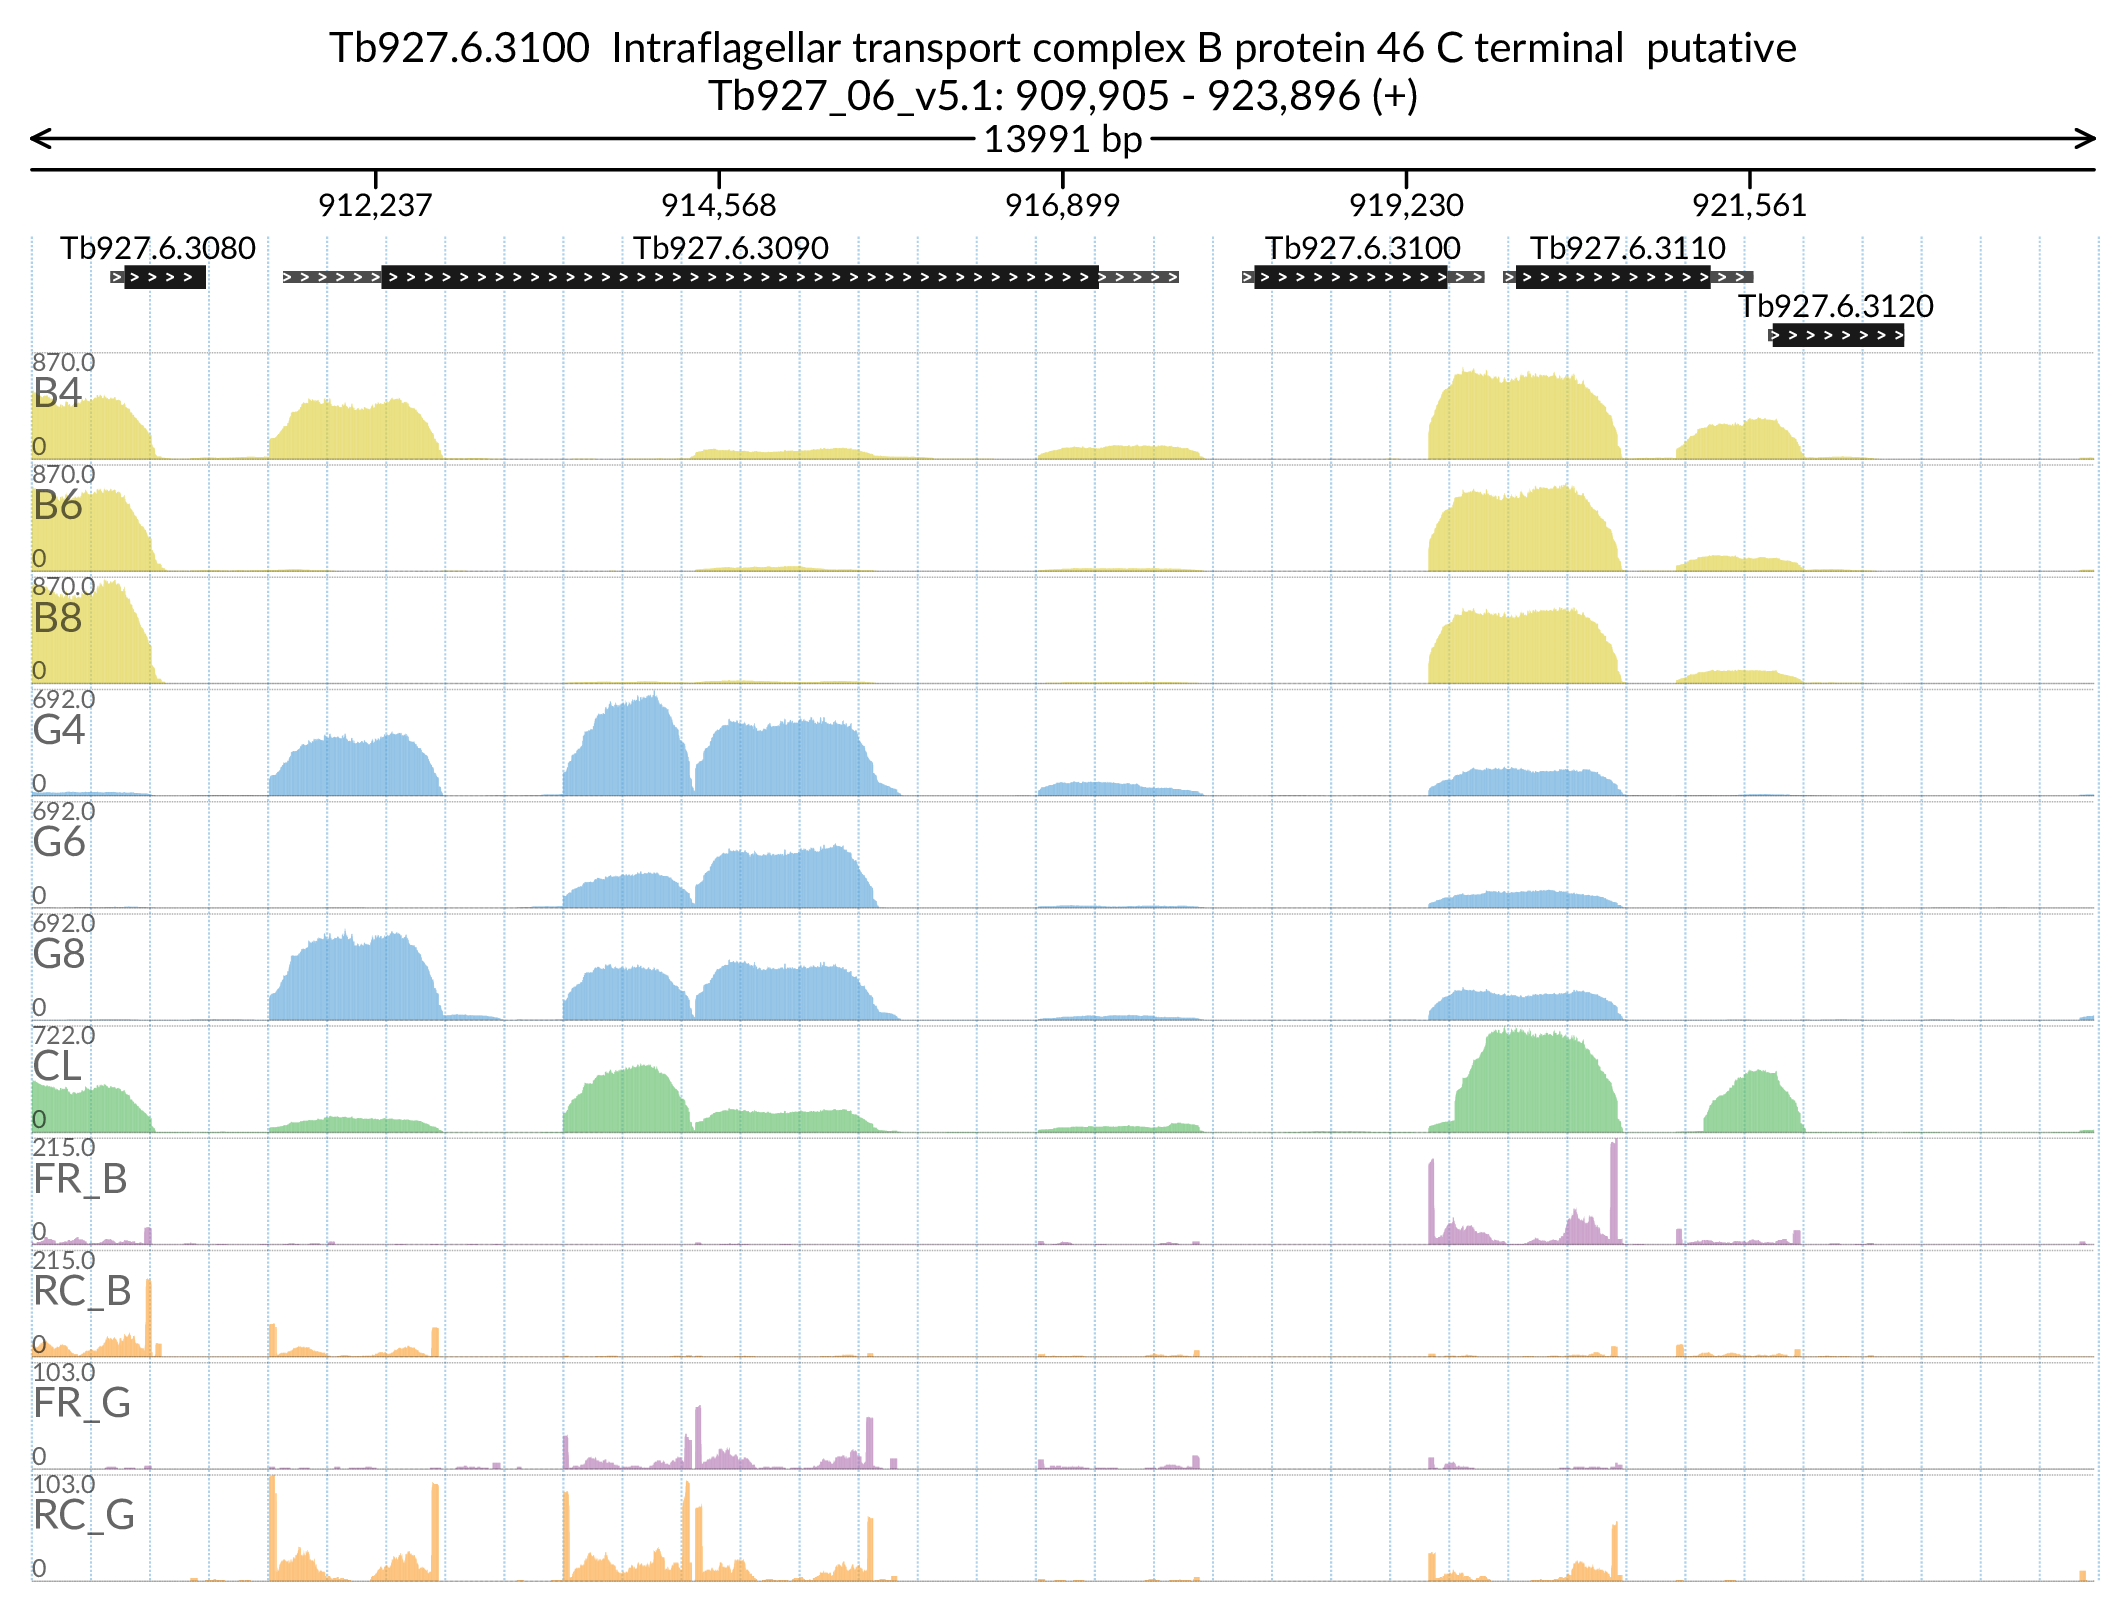 Tb927.6.3100  Intraflagellar transport complex B protein 46 C terminal  putative
Tb927_06_v5.1: 909,905 - 923,896 (+)
13991 bp
912,237 914,568 916,899 919,230 921,561
Tb927.6.3080 Tb927.6.3090 Tb927.6.3100 Tb927.6.3110
Tb927.6.3120
870.0
B4
0
870.0
B6
0
870.0
B8
0
692.0
G4
0
692.0
G6
0
692.0
G8
0
722.0
CL
0
215.0
FR_B
0
215.0
RC_B
0
103.0
FR_G
0
103.0
RC_G
0